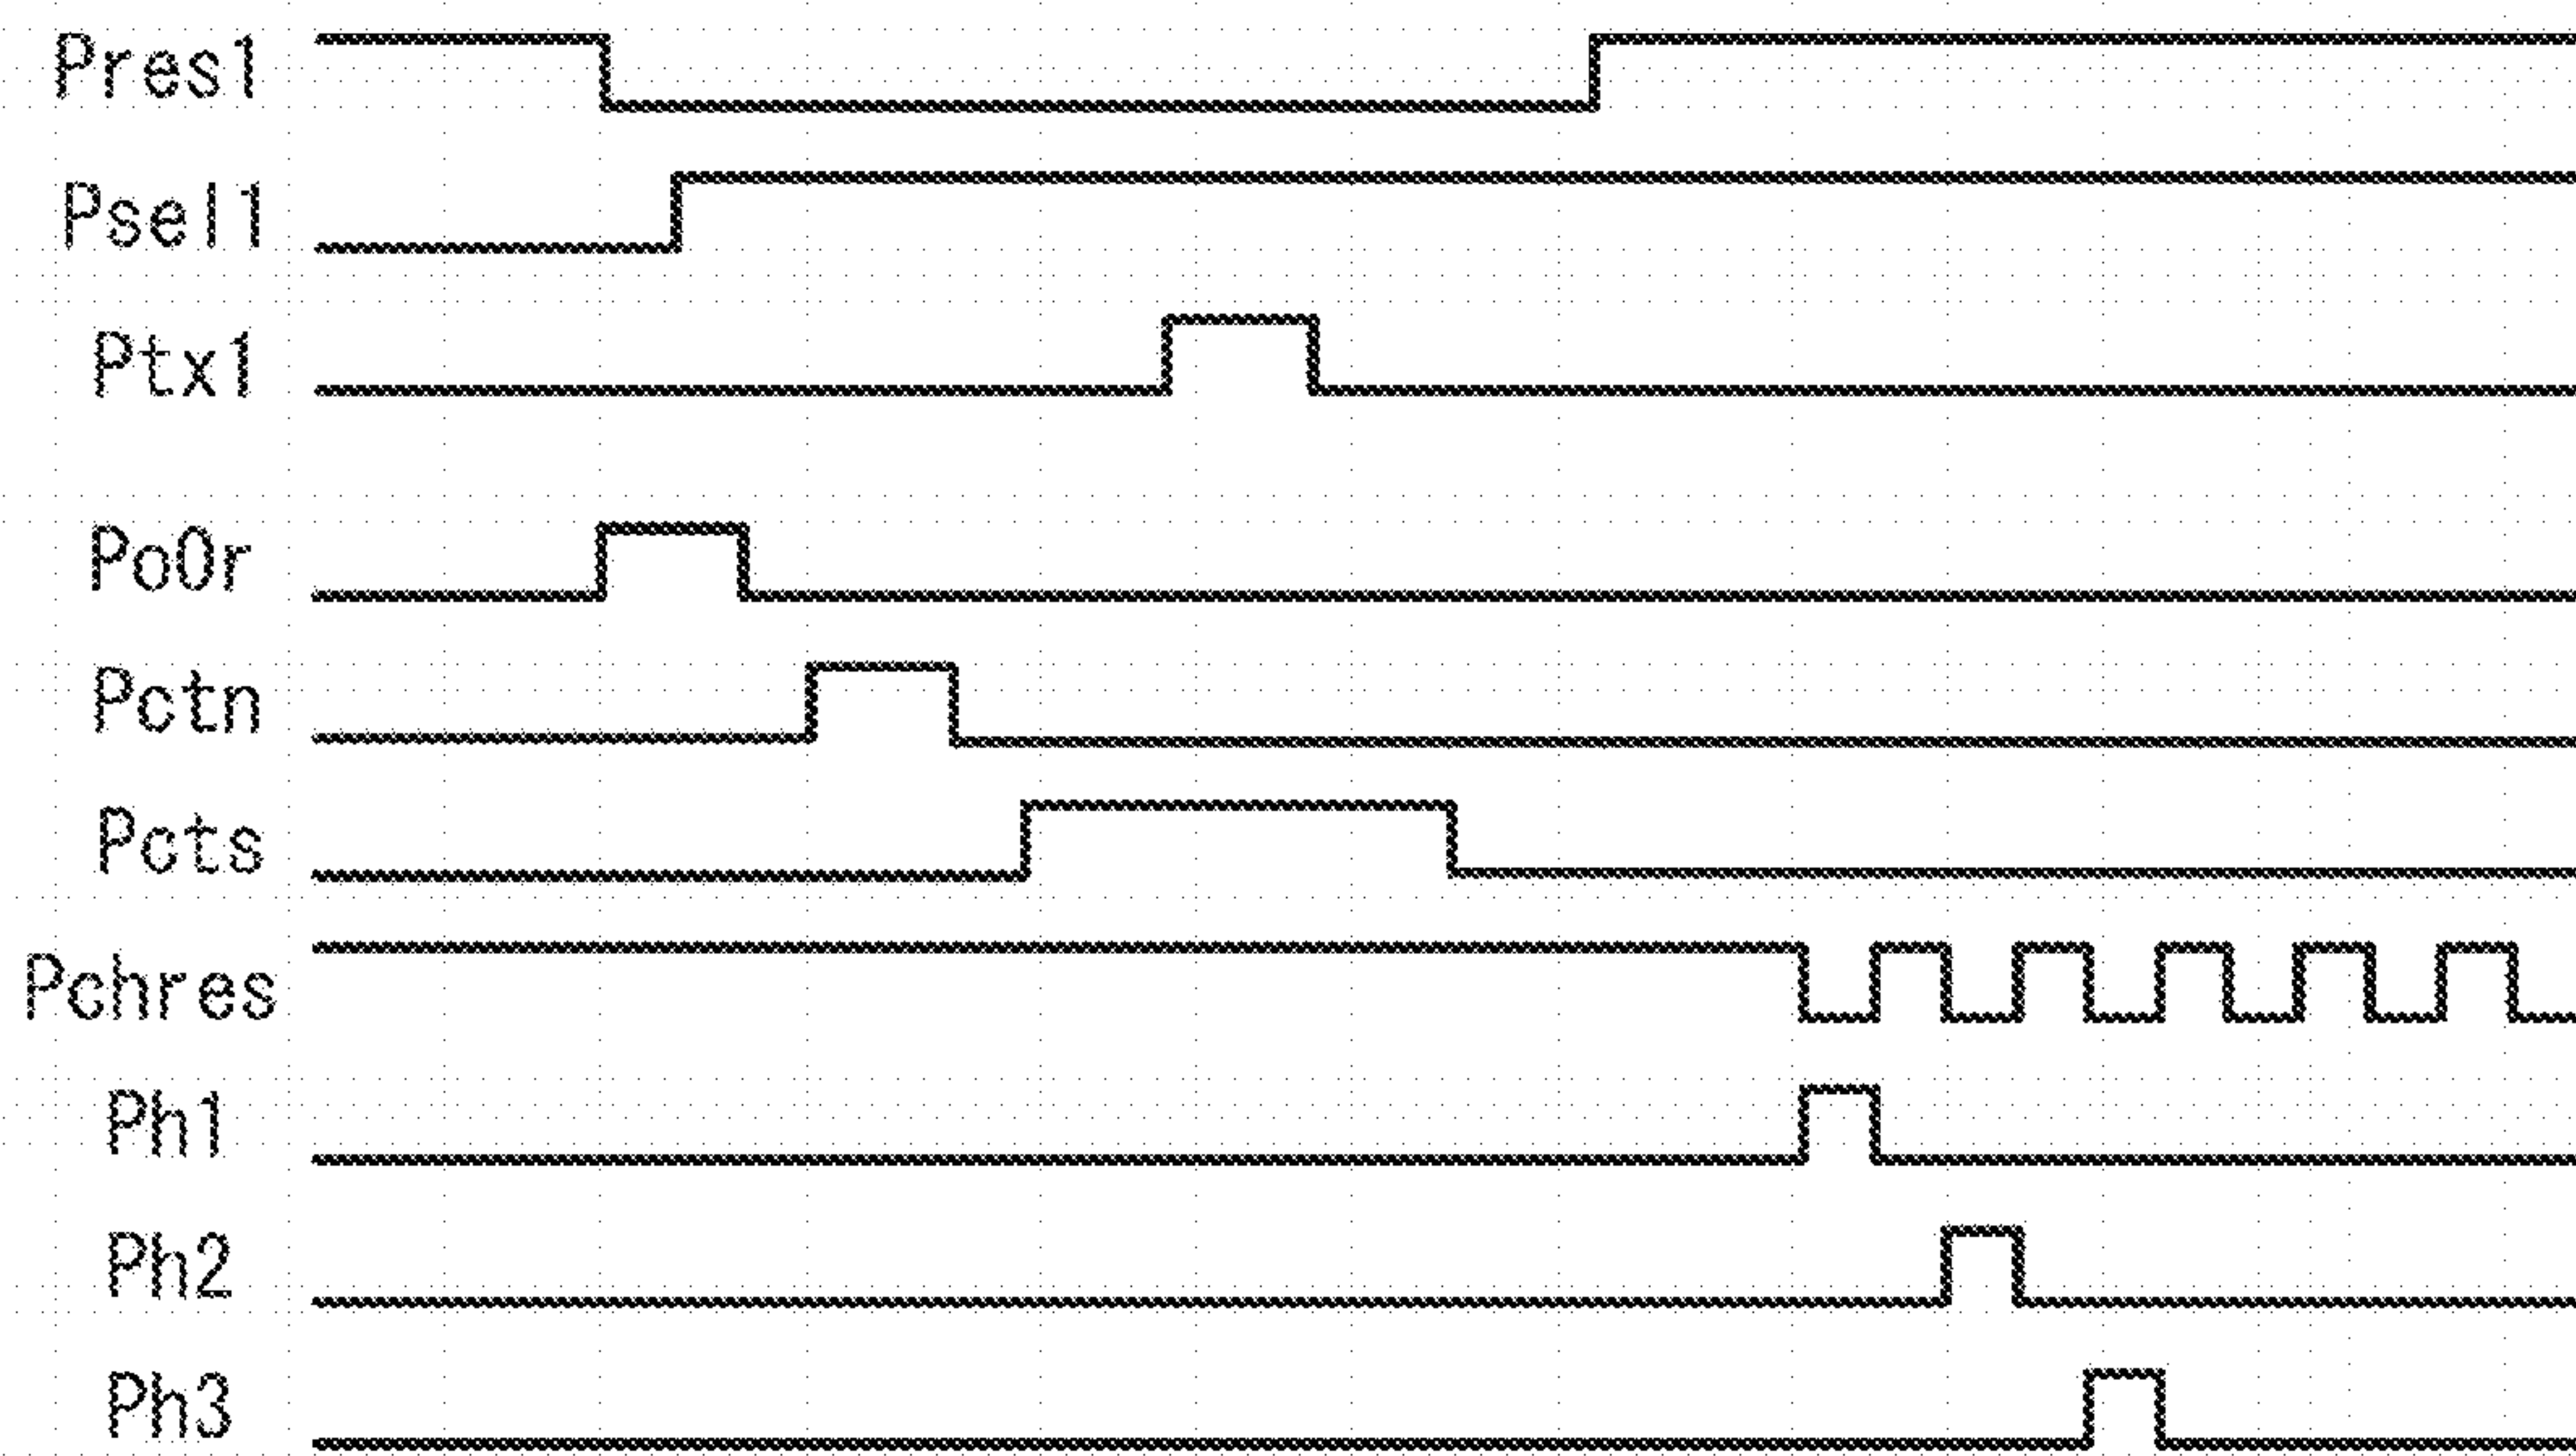 Pres1
Psel1
Ptx1
Po0r
Pctn
Pcts
Pchres
Ph1
Ph2
Ph3